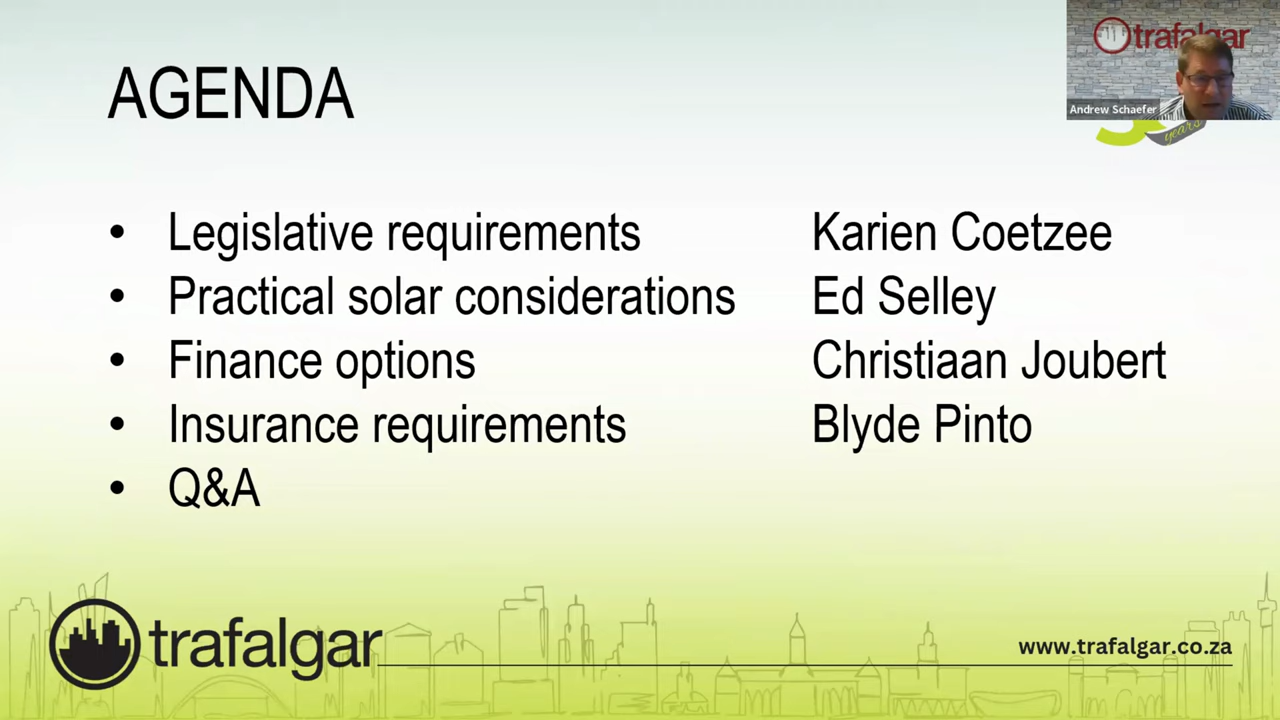 AGENDA
trafalgar
Andrew Schaefer
years
• Legislative requirements Karien Coetzee
• Practical solar considerations Ed Selley
• Finance options Christiaan Joubert
• Insurance requirements Blyde Pinto
• Q&A
trafalgar
www.trafalgar.co.za